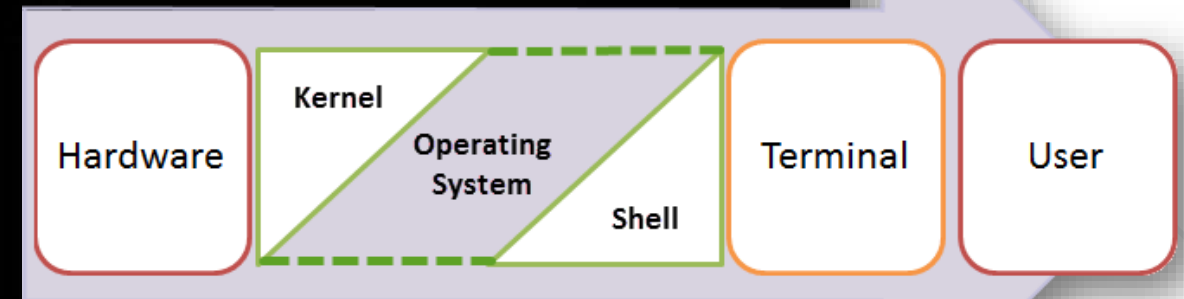 Hardware
Kernel
Operating
System
Shell
Terminal
User